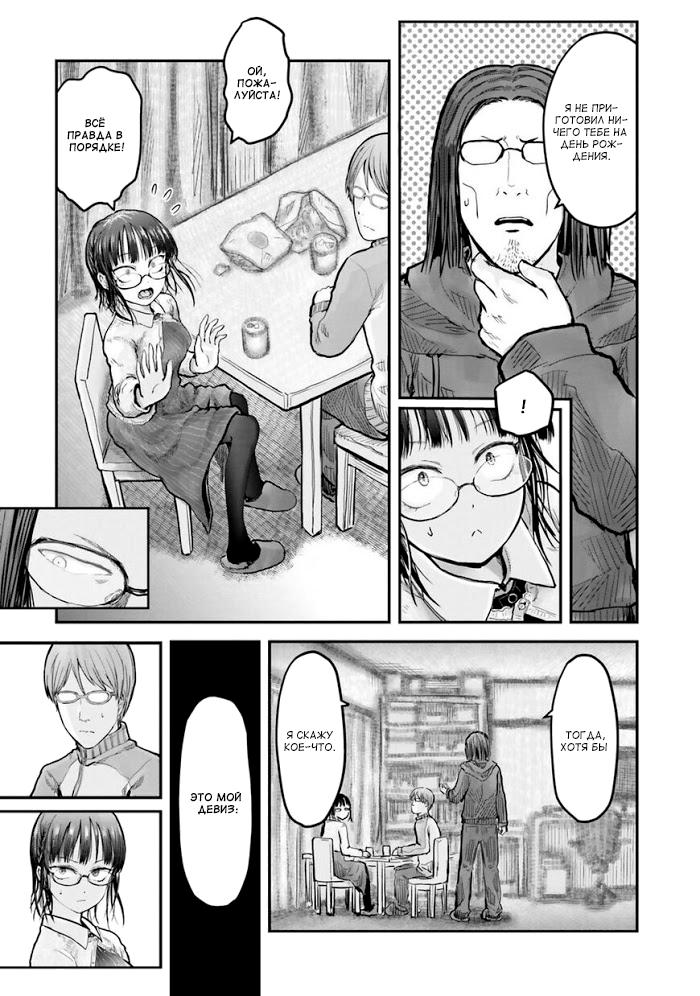 Я НЕ ПРИ-
ГОТОВИЛ НИ-
ЧЕГО ТЕБЕ НА
ДЕНЬ РОЖ-
ДЕНИЯ.
!
ОЙ,
ПОЖА-
ЛУЙСТА!
ВСЁ
ПРАВДА В
ПОРЯДКЕ!
ТОГДА,
ХОТЯ БЫ
Я СКАЖУ
КОЕ-ЧТО.
ЭТО МОЙ
ДЕВИЗ: